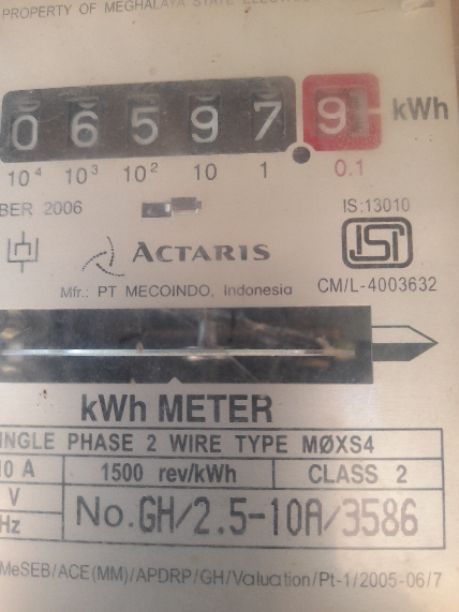 PROPERTY OF MEGHALAYA STATE
0 6 5 9 7 9 kWh
10⁴ 10³ 10² 10 1 0.1
BER 2006 IS:13010
ACTARIS ISI
Mfr.: PT MECOINDO, Indonesia CM/L-4003632
kWh METER
INGLE PHASE 2 WIRE TYPE MØXS4
10 A 1500 rev/kWh CLASS 2
V
Hz No.GH/2.5-10A/3586
MeSEB/ACE(MM)/APDRP/GH/Valuation/Pt-1/2005-06/7